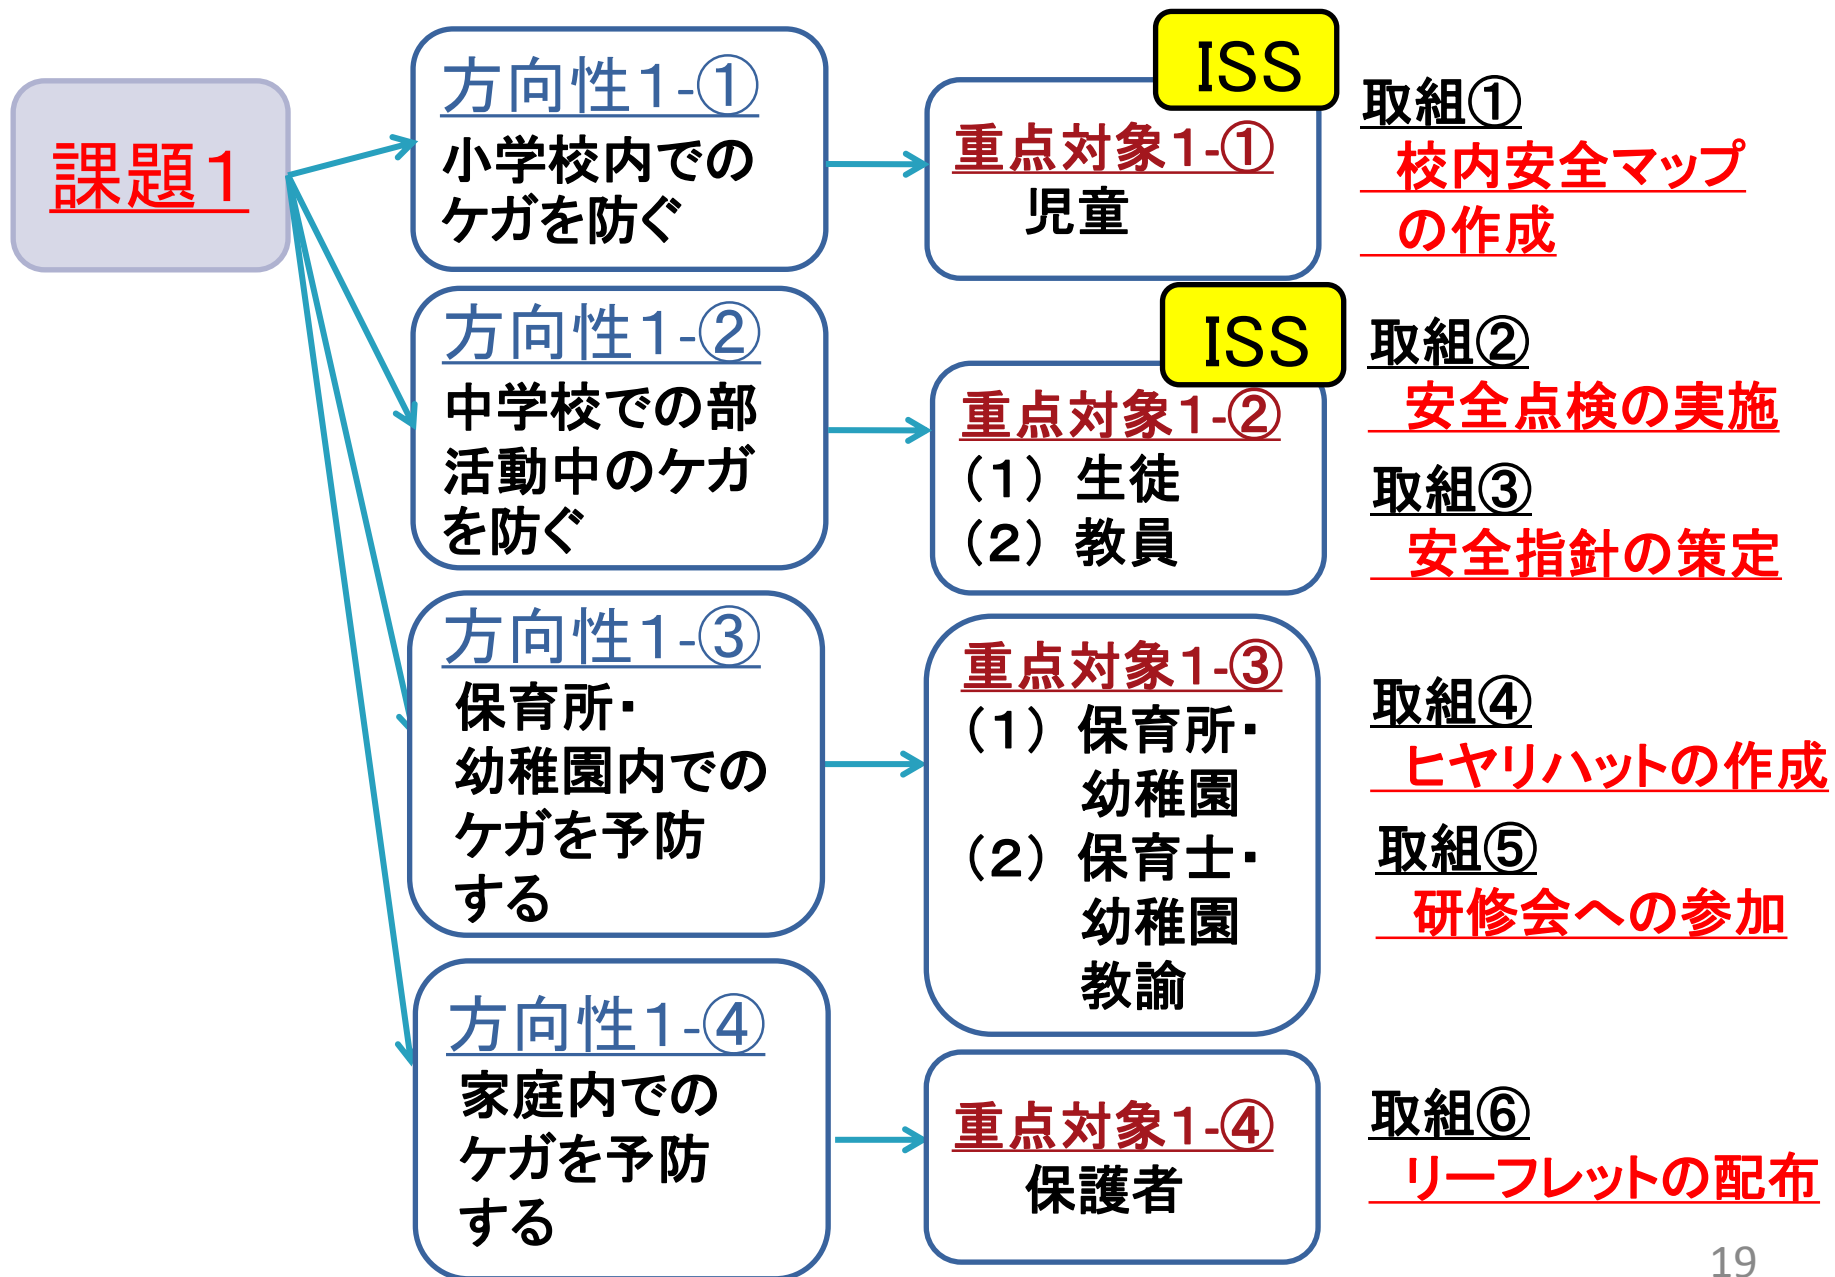 課題１
方向性１-①
小学校内での
ケガを防ぐ
ISS
重点対象１-①
児童
取組①
校内安全マップ
の作成
方向性１-②
中学校での部
活動中のケガ
を防ぐ
ISS
重点対象１-②
（１） 生徒
（２） 教員
取組②
安全点検の実施
取組③
安全指針の策定
方向性１-③
保育所・
幼稚園内での
ケガを予防
する
重点対象１-③
（１） 保育所・
幼稚園
（２） 保育士・
幼稚園
教諭
取組④
ヒヤリハットの作成
取組⑤
研修会への参加
方向性１-④
家庭内での
ケガを予防
する
重点対象１-④
保護者
取組⑥
リーフレットの配布
19